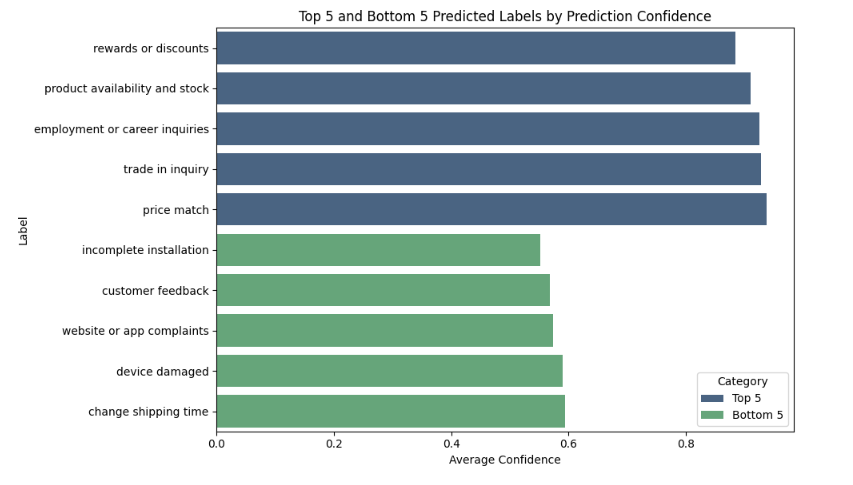 Top 5 and Bottom 5 Predicted Labels by Prediction Confidence
rewards or discounts
product availability and stock
employment or career inquiries
trade in inquiry
price match
incomplete installation
customer feedback
website or app complaints
device damaged
change shipping time
Label
Category
Top 5
Bottom 5
0.0 0.2 0.4 0.6 0.8
Average Confidence